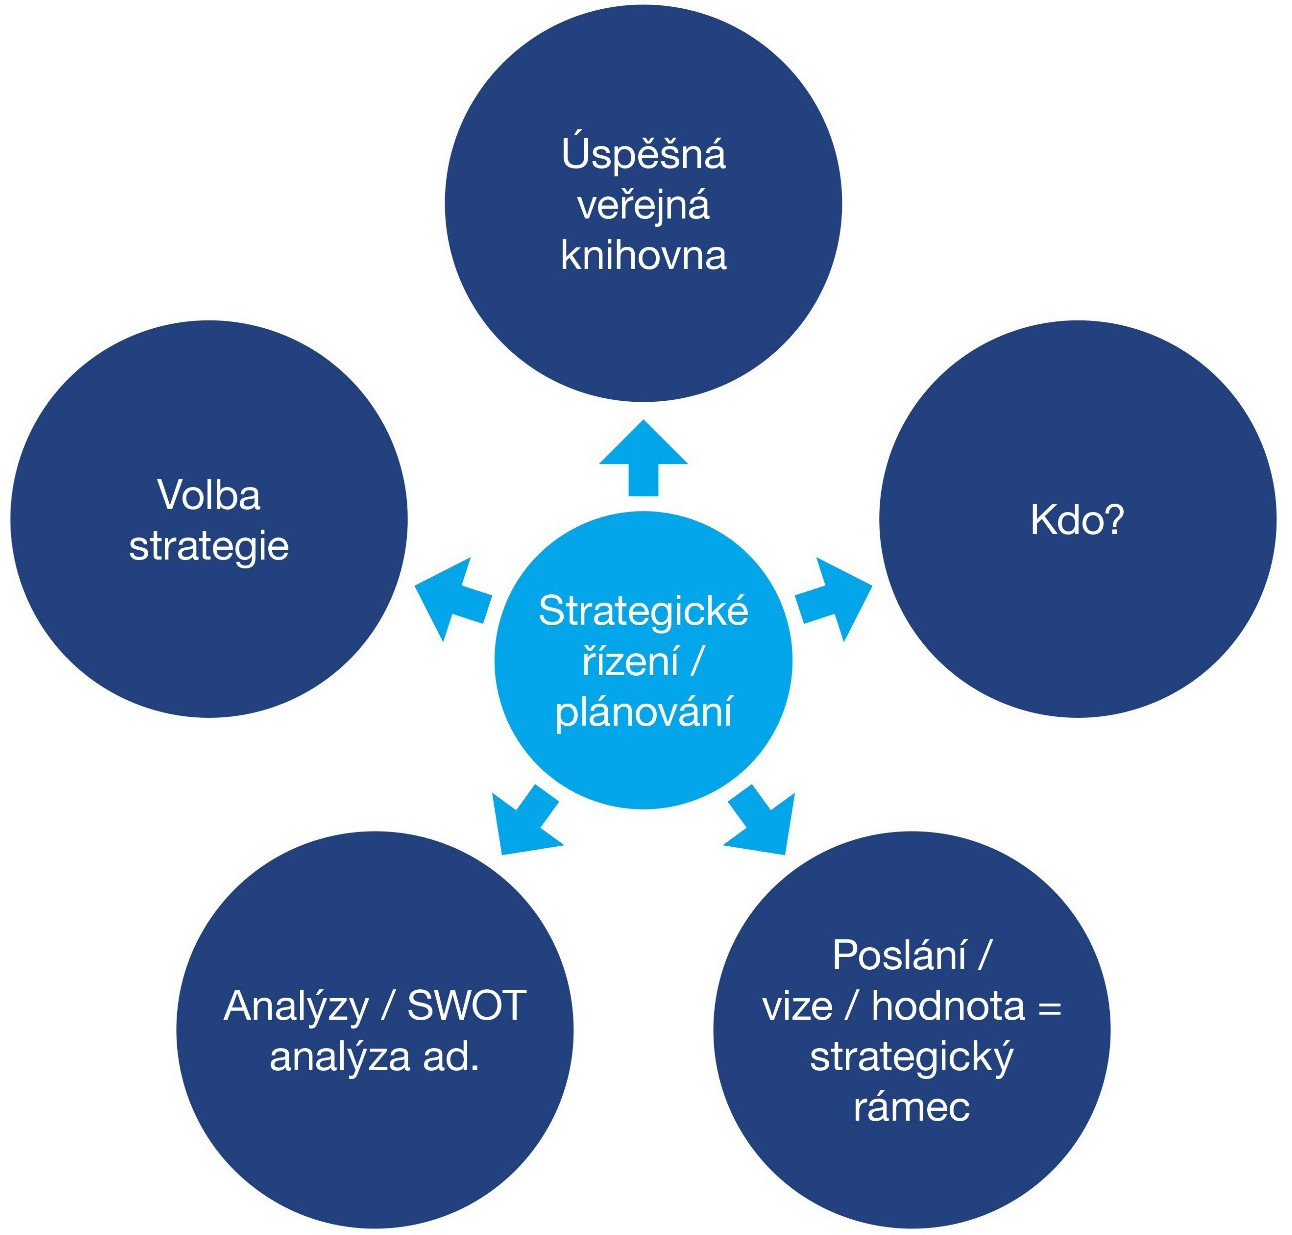 Úspěšná
veřejná
knihovna
Volba
strategie
Kdo?
Strategické
řízení /
plánování
Analýzy / SWOT
analýza ad.
Poslání /
vize / hodnota =
strategický
rámec